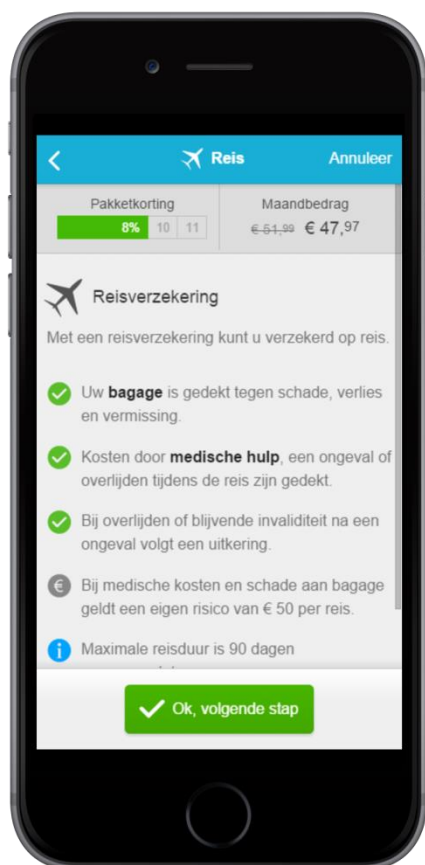 Reis
Annuleer
Pakketkorting
8% 10 11
Maandbedrag
€ 51,99 € 47,97
Reisverzekering
Met een reisverzekering kunt u verzekerd op reis.
Uw bagage is gedekt tegen schade, verlies
en vermissing.
Kosten door medische hulp, een ongeval of
overlijden tijdens de reis zijn gedekt.
Bij overlijden of blijvende invaliditeit na een
ongeval volgt een uitkering.
€ Bij medische kosten en schade aan bagage
geldt een eigen risico van € 50 per reis.
i Maximale reisduur is 90 dagen
Ok, volgende stap